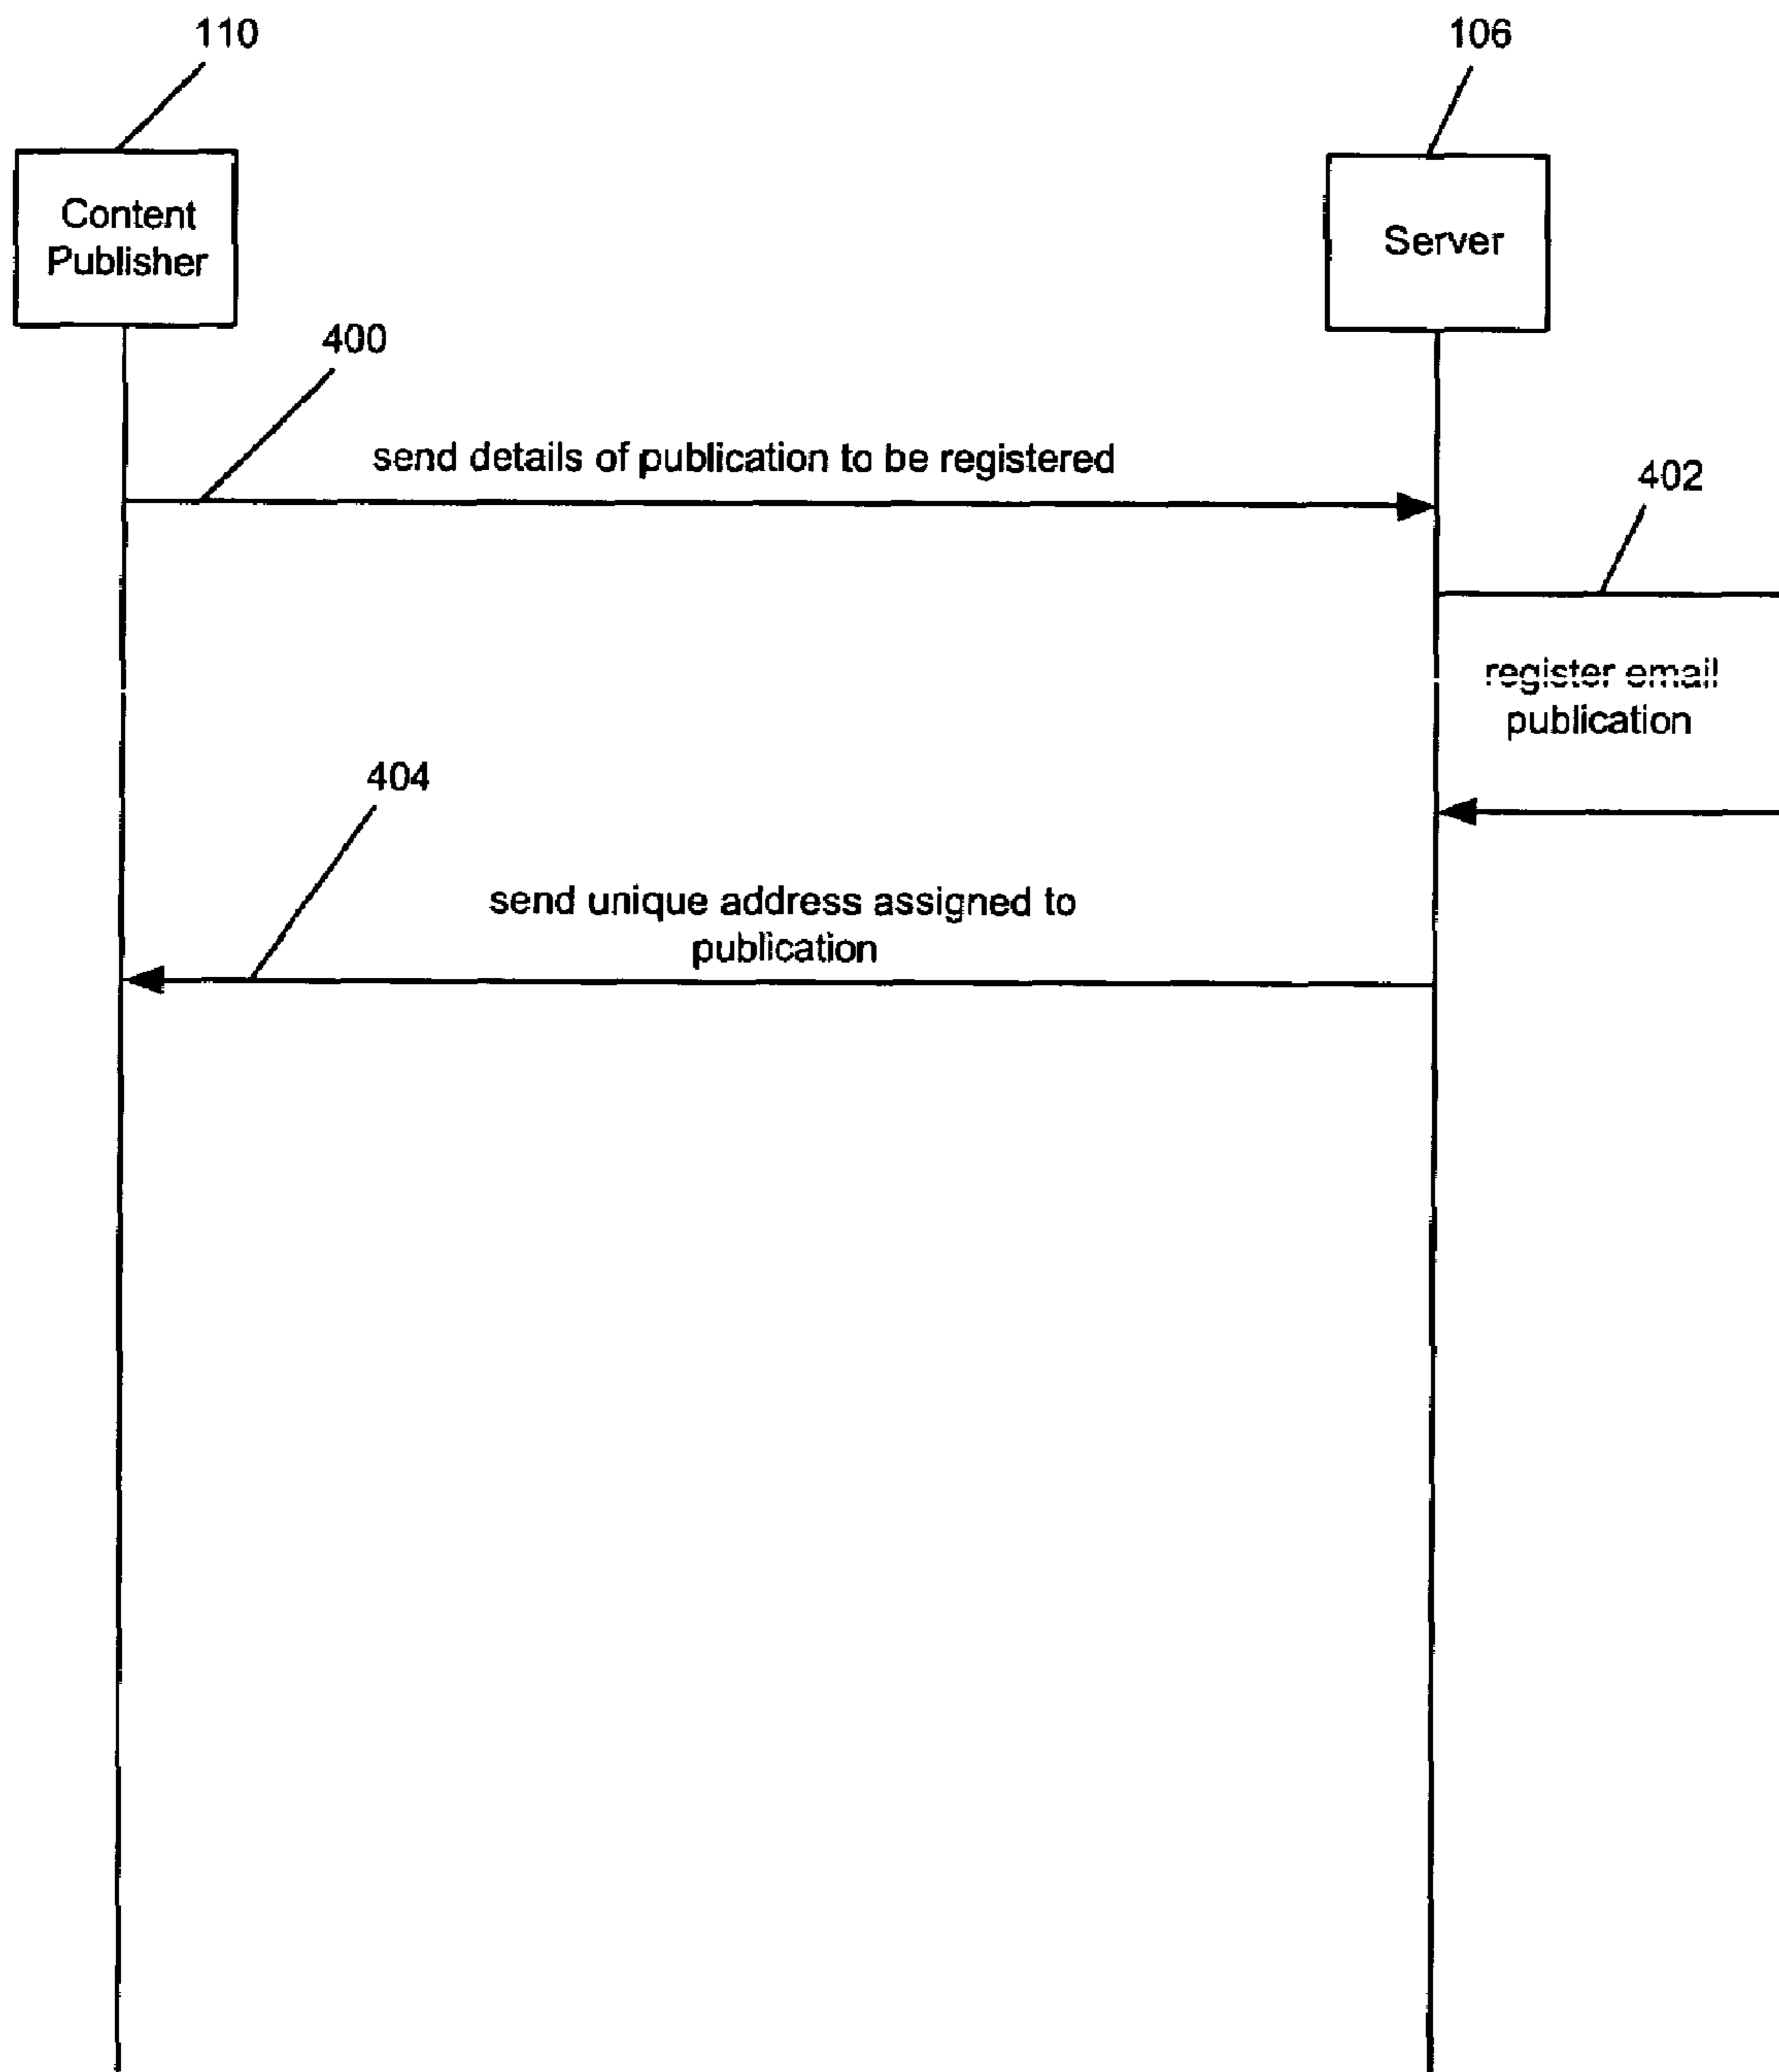 110
106
Content
Publisher
Server
400
send details of publication to be registered
402
register email
publication
404
send unique address assigned to
publication